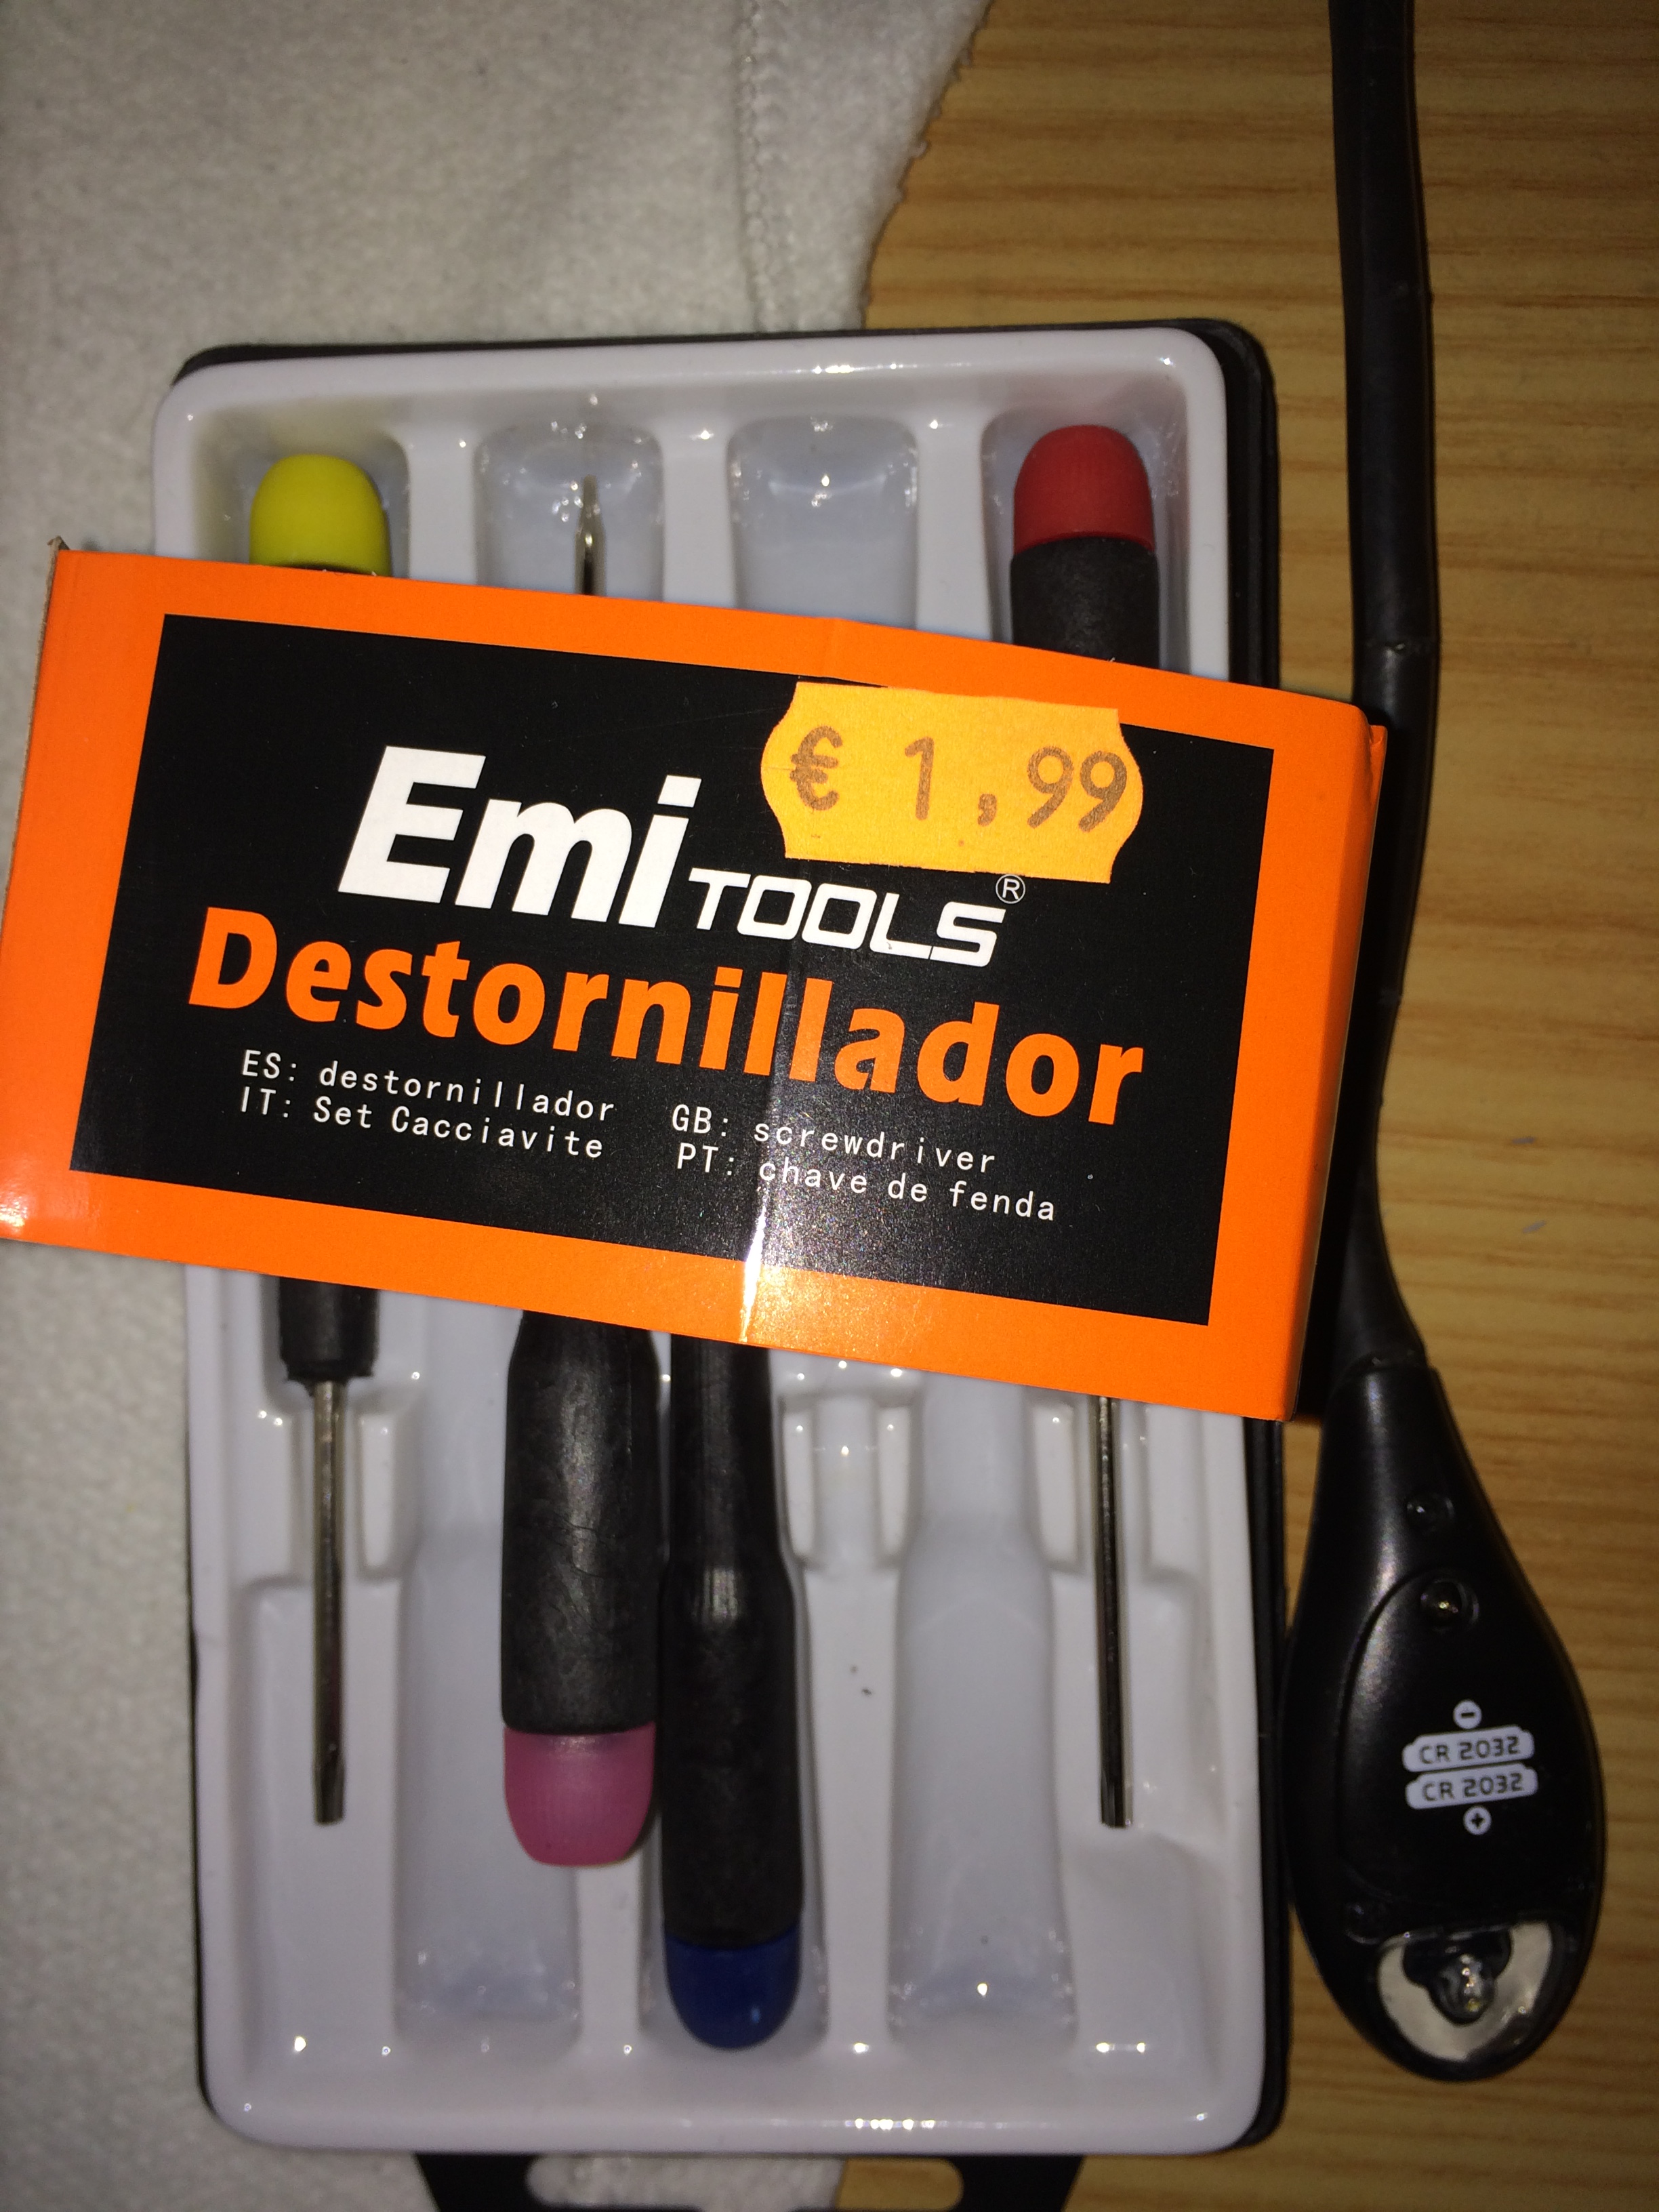 € 1,99
Emi TOOLS®
Destornillador
ES: destornillador GB: screwdriver
IT: Set Cacciavite PT: chave de fenda
CR 2032
CR 2032